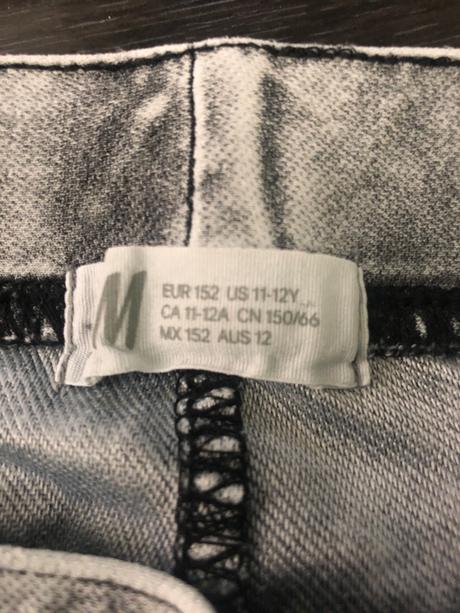 M
EUR 152 US 11-12Y
CA 11-12A CN 150/66
MX 152 AUS 12